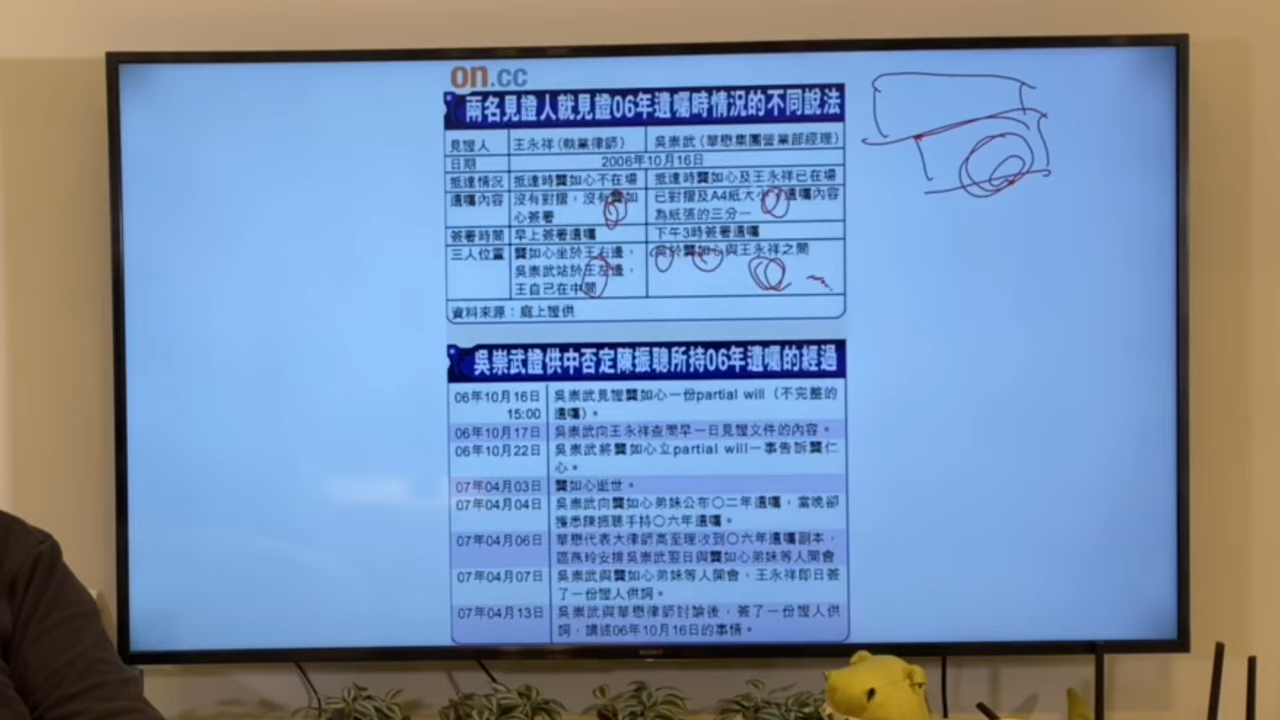 on.cc
兩名見證人就見證06年遺囑時情況的不同說法
見證人 王永祥（執業律師） 吳崇武（華懋集團營業部經理）
日期 2006年10月16日
抵達情況 抵達時龔如心不在場 抵達時龔如心及王永祥已在場
遺囑內容 沒有對摺，沒有龔如 已對摺及A4紙大小，遺囑內容
心簽署 為紙張的三分一
簽署時間 早上簽署遺囑 下午3時簽署遺囑
三人位置 龔如心坐於王右邊， 吳於龔如心與王永祥之間
吳崇武站於王左邊，
王自己在中間
資料來源：庭上證供
吳崇武證供中否定陳振聰所持06年遺囑的經過
06年10月16日 吳崇武見證龔如心一份partial will（不完整的
15:00 遺囑）。
06年10月17日 吳崇武向王永祥查問早一日見證文件的內容。
06年10月22日 吳崇武將龔如心立partial will一事告訴龔仁
心。
07年04月03日 龔如心逝世。
07年04月04日 吳崇武向龔如心弟妹公布〇二年遺囑，當晚卻
獲悉陳振聰手持〇六年遺囑。
07年04月06日 華懋代表大律師高至理收到〇六年遺囑副本，
區燕玲安排吳崇武翌日與龔如心弟妹等人開會
07年04月07日 吳崇武與龔如心弟妹等人開會，王永祥即日簽
了一份證人供詞。
07年04月13日 吳崇武與華懋律師討論後，簽了一份證人供
詞，講述06年10月16日的事情。
SONY